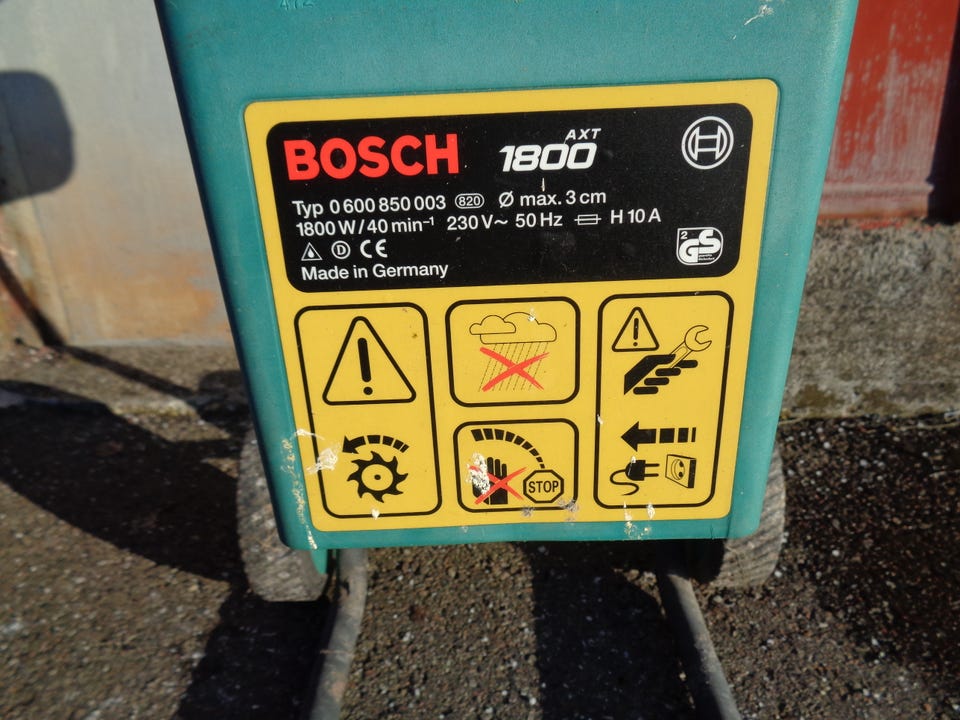 BOSCH AXT 1800
Typ 0 600 850 003 820 Ø max. 3 cm
1800 W / 40 min⁻¹ 230 V~ 50 Hz H 10 A
D CE
2 GS
Made in Germany
STOP